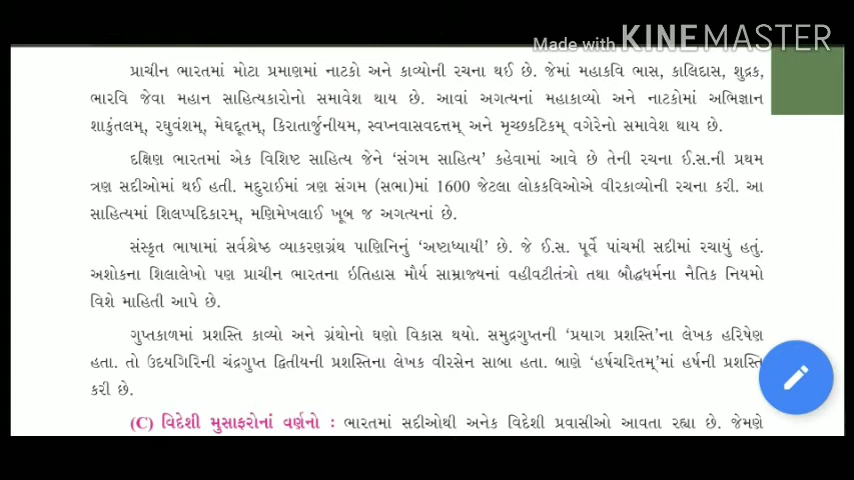 Made with KINEMASTER
પ્રાચીન ભારતમાં મોટા પ્રમાણમાં નાટકો અને કાવ્યોની રચના થઈ છે. જેમાં મહાકવિ ભાસ, કાલિદાસ, શુદ્રક,
ભારવિ જેવા મહાન સાહિત્યકારોનો સમાવેશ થાય છે. આવાં અગત્યનાં મહાકાવ્યો અને નાટકોમાં અભિજ્ઞાન
શાકુંતલમ્, રઘુવંશમ્, મેઘદૂતમ્, કિરાતાર્જુનીયમ, સ્વપ્નવાસવદત્તમ્ અને મૃચ્છકટિકમ્ વગેરેનો સમાવેશ થાય છે.
દક્ષિણ ભારતમાં એક વિશિષ્ટ સાહિત્ય જેને ‘સંગમ સાહિત્ય’ કહેવામાં આવે છે તેની રચના ઈ.સ.ની પ્રથમ
ત્રણ સદીઓમાં થઈ હતી. મદુરાઈમાં ત્રણ સંગમ (સભા)માં 1600 જેટલા લોકકવિઓએ વીરકાવ્યોની રચના કરી. આ
સાહિત્યમાં શિલપ્પદિકારમ્, મણિમેખલાઈ ખૂબ જ અગત્યનાં છે.
સંસ્કૃત ભાષામાં સર્વશ્રેષ્ઠ વ્યાકરણગ્રંથ પાણિનિનું ‘અષ્ટાધ્યાયી’ છે. જે ઈ.સ. પૂર્વે પાંચમી સદીમાં રચાયું હતું.
અશોકના શિલાલેખો પણ પ્રાચીન ભારતના ઇતિહાસ મૌર્ય સામ્રાજ્યનાં વહીવટીતંત્રો તથા બૌદ્ધધર્મના નૈતિક નિયમો
વિશે માહિતી આપે છે.
ગુપ્તકાળમાં પ્રશસ્તિ કાવ્યો અને ગ્રંથોનો ઘણો વિકાસ થયો. સમુદ્રગુપ્તની ‘પ્રયાગ પ્રશસ્તિ’ના લેખક હરિષેણ
હતા. તો ઉદયગિરિની ચંદ્રગુપ્ત દ્વિતીયની પ્રશસ્તિના લેખક વીરસેન સાબા હતા. બાણે ‘હર્ષચરિતમ્’માં હર્ષની પ્રશસ્તિ
કરી છે.
(C) વિદેશી મુસાફરોનાં વર્ણનો : ભારતમાં સદીઓથી અનેક વિદેશી પ્રવાસીઓ આવતા રહ્યા છે. જેમણે